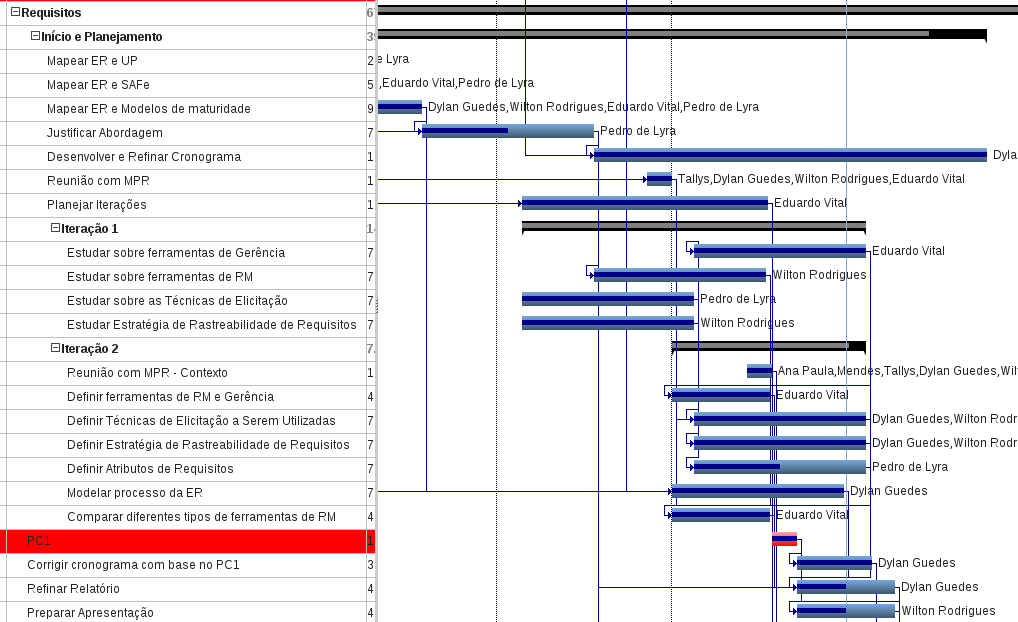 Requisitos 6
Início e Planejamento 39
Mapear ER e UP 2 e Lyra
Mapear ER e SAFe 5 ,Eduardo Vital,Pedro de Lyra
Mapear ER e Modelos de maturidade 9 Dylan Guedes,Wilton Rodrigues,Eduardo Vital,Pedro de Lyra
Justificar Abordagem 7 Pedro de Lyra
Desenvolver e Refinar Cronograma 1 Dyla
Reunião com MPR 1 Tallys,Dylan Guedes,Wilton Rodrigues,Eduardo Vital
Planejar Iterações 1 Eduardo Vital
Iteração 1 14
Estudar sobre ferramentas de Gerência 7 Eduardo Vital
Estudar sobre ferramentas de RM 7 Wilton Rodrigues
Estudar sobre as Técnicas de Elicitação 7 Pedro de Lyra
Estudar Estratégia de Rastreabilidade de Requisitos 7 Wilton Rodrigues
Iteração 2 7.
Reunião com MPR - Contexto 1 Ana Paula,Mendes,Tallys,Dylan Guedes,Wil
Definir ferramentas de RM e Gerência 4 Eduardo Vital
Definir Técnicas de Elicitação a Serem Utilizadas 7 Dylan Guedes,Wilton Rodr
Definir Estratégia de Rastreabilidade de Requisitos 7 Dylan Guedes,Wilton Rodr
Definir Atributos de Requisitos 7 Pedro de Lyra
Modelar processo da ER 7 Dylan Guedes
Comparar diferentes tipos de ferramentas de RM 4 Eduardo Vital
PC1 1
Corrigir cronograma com base no PC1 3 Dylan Guedes
Refinar Relatório 4 Dylan Guedes
Preparar Apresentação 4 Wilton Rodrigues